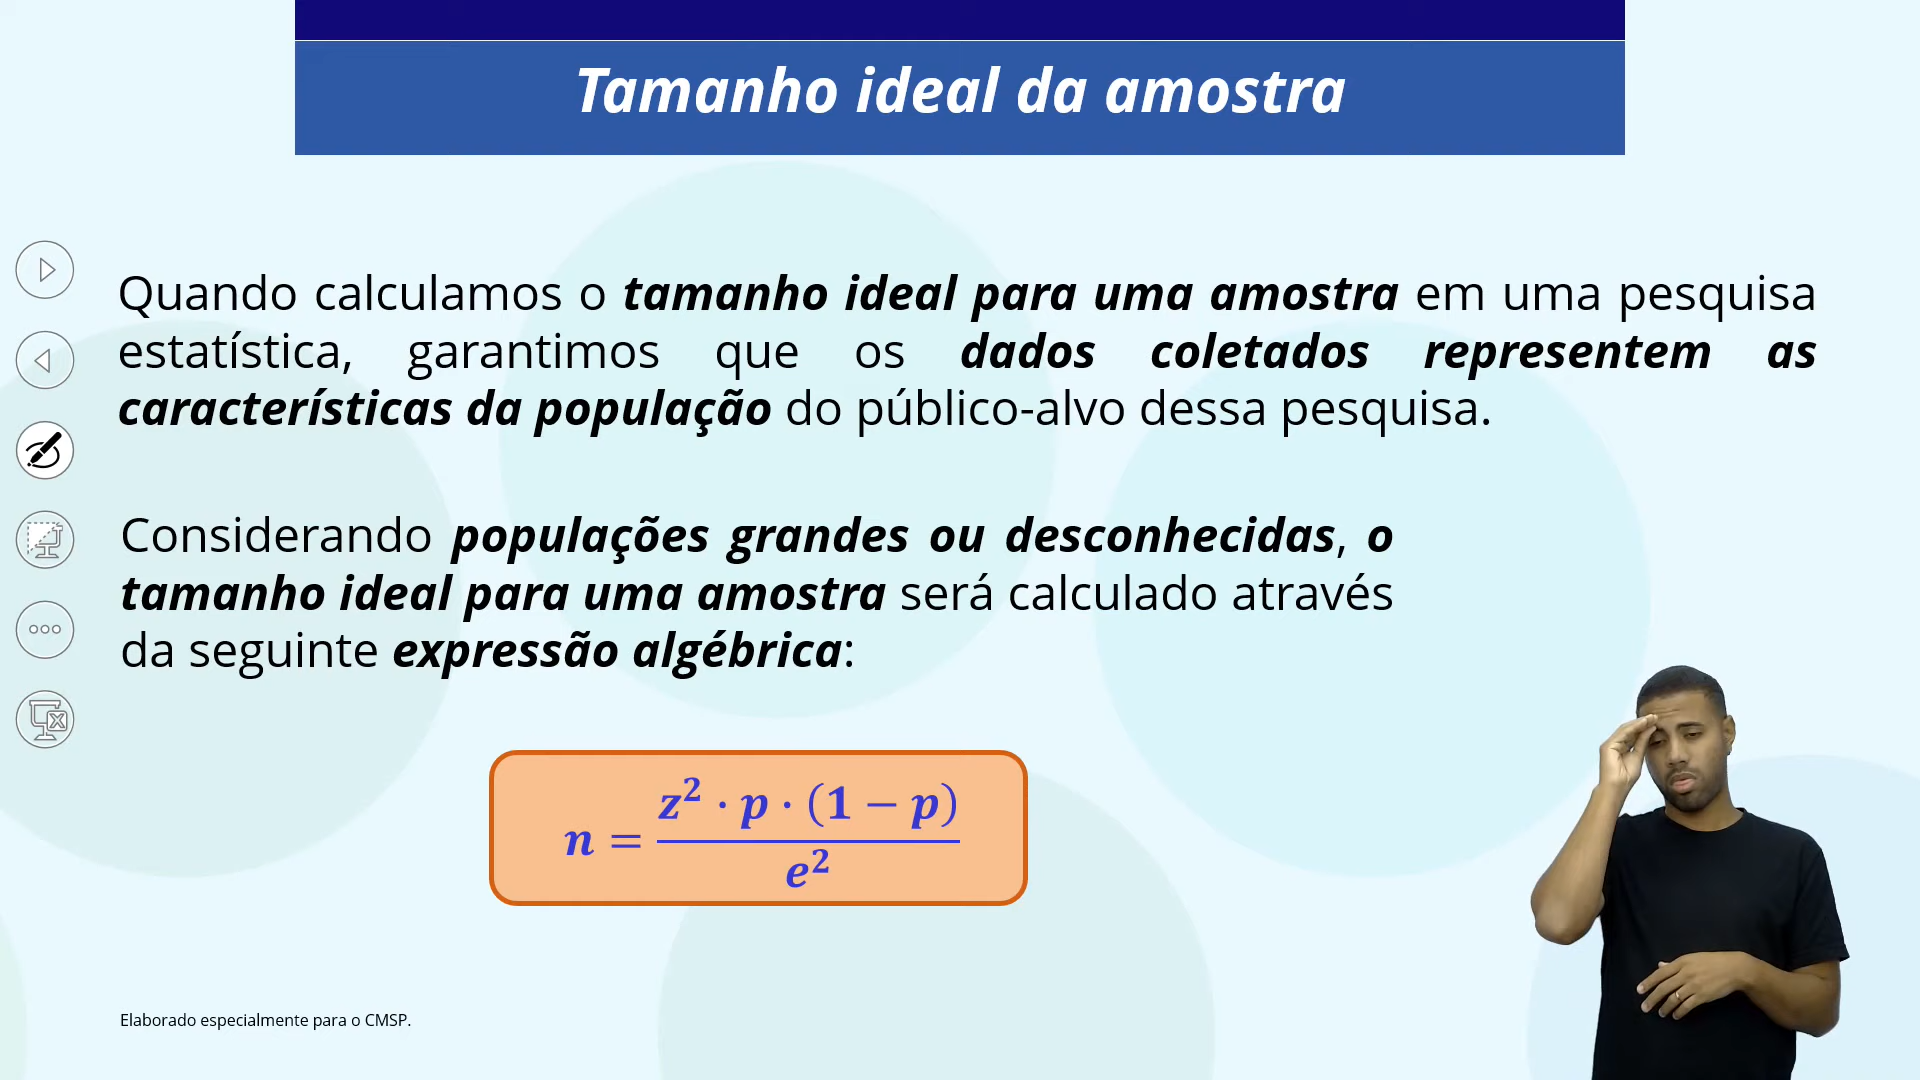 Tamanho ideal da amostra
Quando calculamos o tamanho ideal para uma amostra em uma pesquisa
estatística, garantimos que os dados coletados representem as
características da população do público-alvo dessa pesquisa.
Considerando populações grandes ou desconhecidas, o
tamanho ideal para uma amostra será calculado através
da seguinte expressão algébrica:
n = z² · p · (1 − p) / e²
Elaborado especialmente para o CMSP.